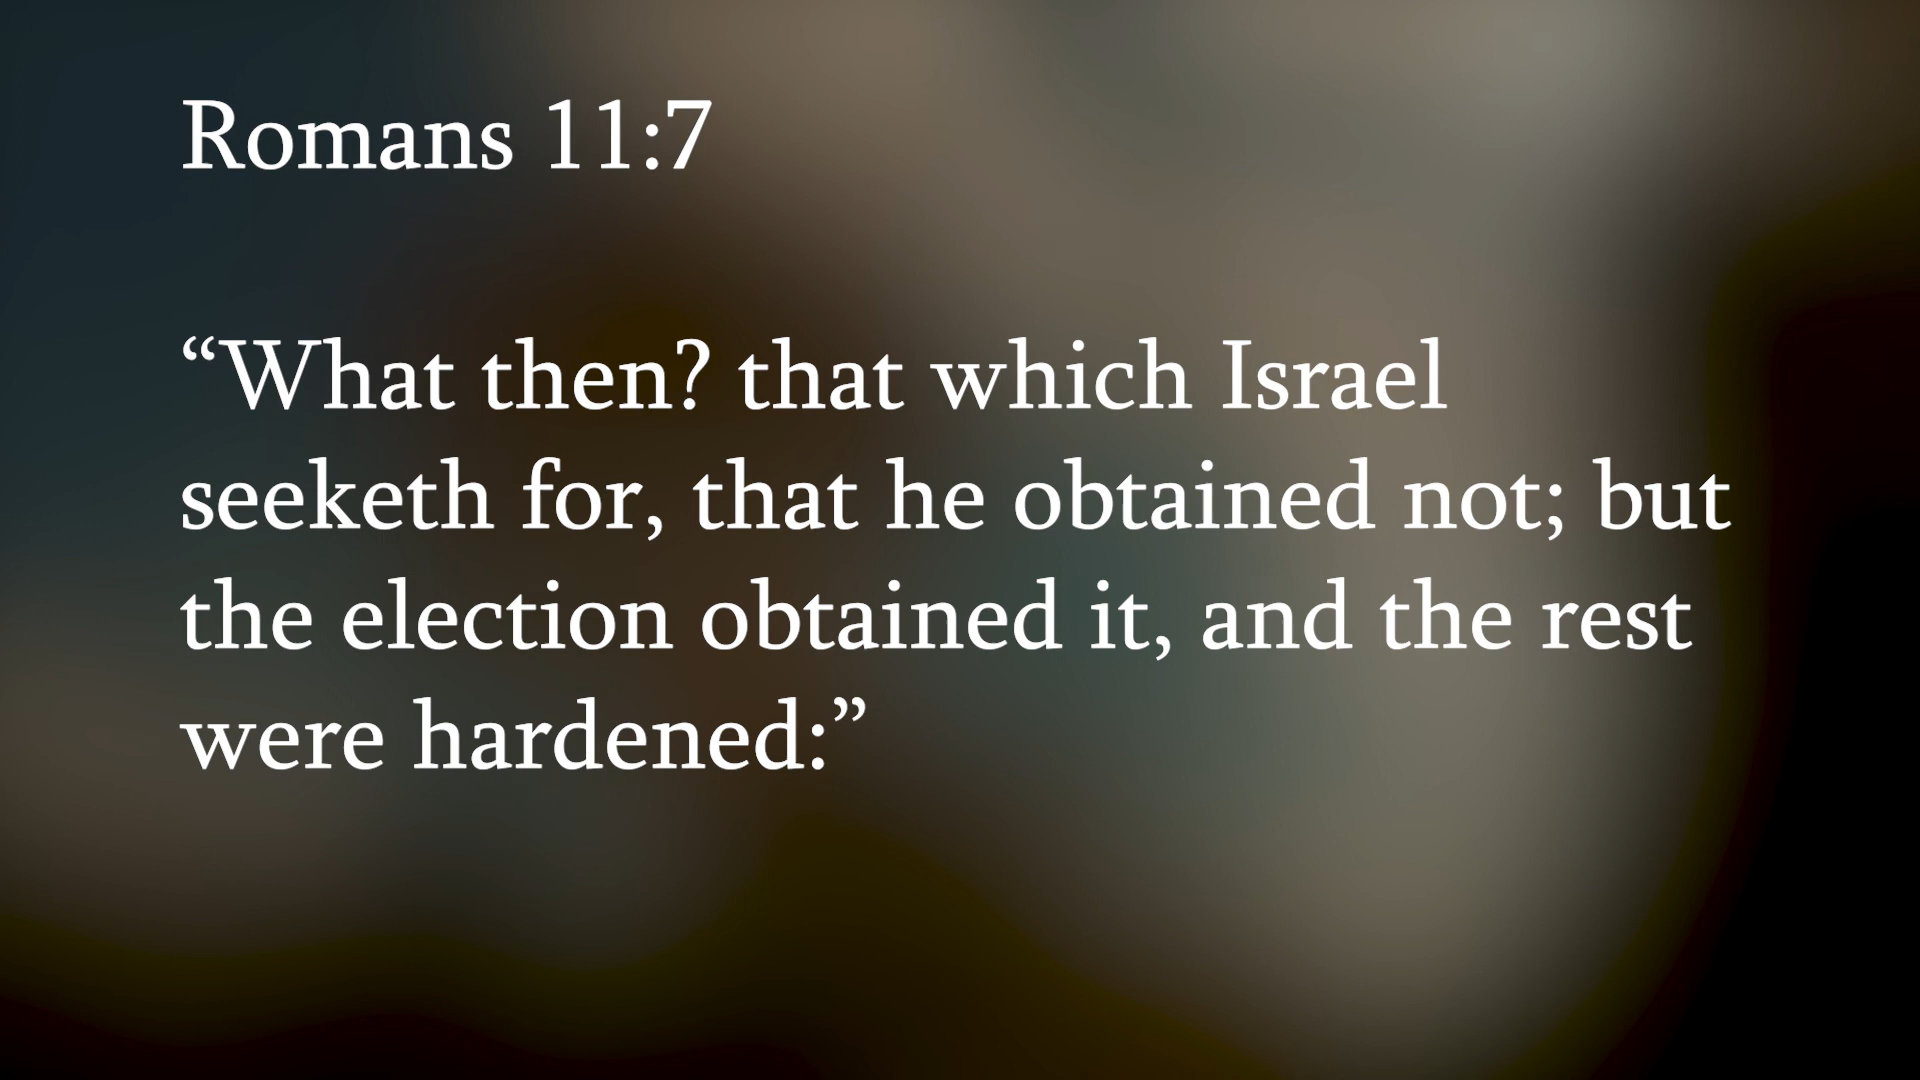 Romans 11:7
“What then? that which Israel
seeketh for, that he obtained not; but
the election obtained it, and the rest
were hardened:”